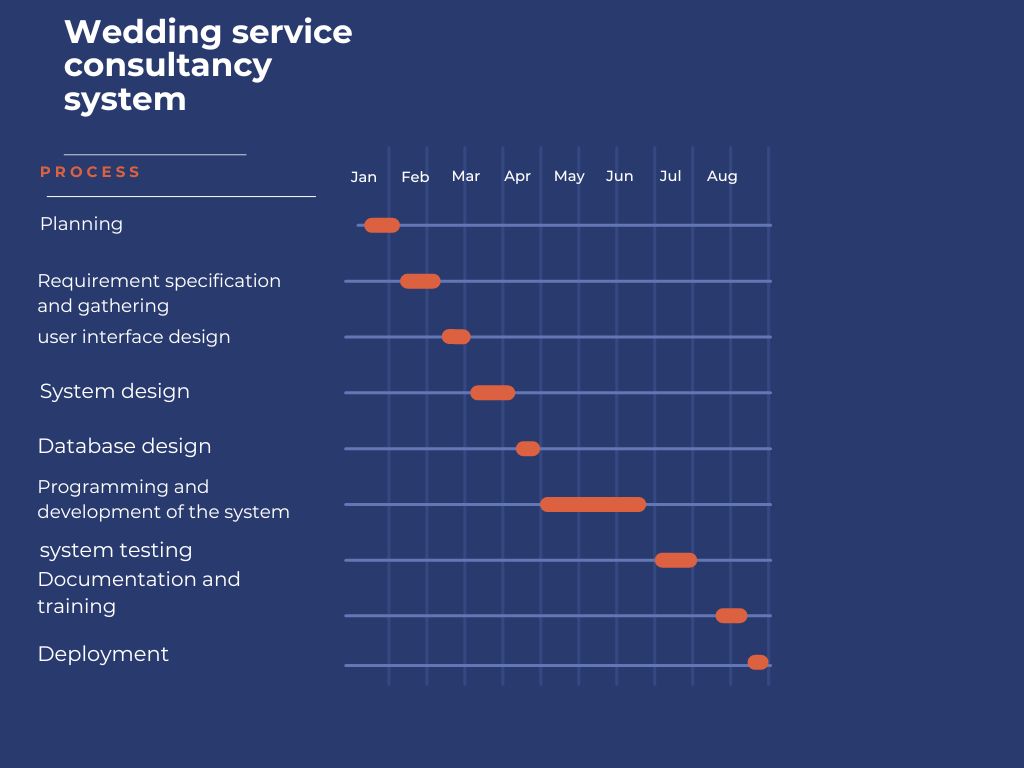 Wedding service
consultancy
system
PROCESS
Jan Feb Mar Apr May Jun Jul Aug
Planning
Requirement specification
and gathering
user interface design
System design
Database design
Programming and
development of the system
system testing
Documentation and
training
Deployment